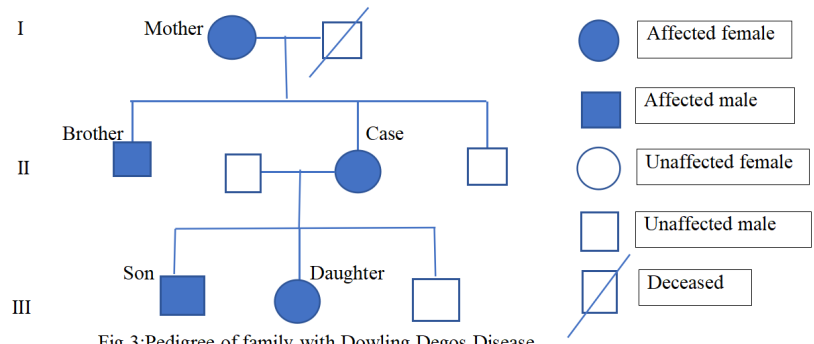 I
Mother
Affected female
Affected male
Brother
Case
II
Unaffected female
Unaffected male
Son
Daughter
Deceased
III
Fig 3:Pedigree of family with Dowling Degos Disease